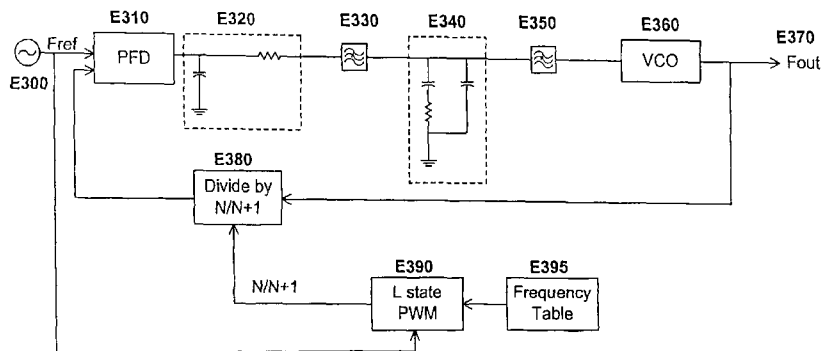 E310
E320
E330
E340
E350
E360
E370
Fref
PFD
VCO
Fout
E300
E380
Divide by
N/N+1
E390
E395
N/N+1
L state
PWM
Frequency
Table